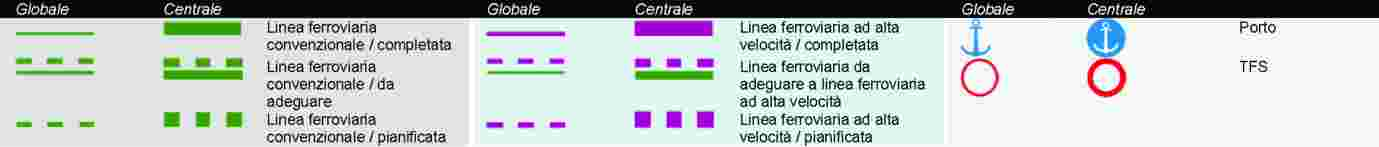 Globale Centrale
Linea ferroviaria
convenzionale / completata
Linea ferroviaria
convenzionale / da
adeguare
Linea ferroviaria
convenzionale / pianificata
Globale Centrale
Linea ferroviaria ad alta
velocità / completata
Linea ferroviaria da
adeguare a linea ferroviaria
ad alta velocità
Linea ferroviaria ad alta
velocità / pianificata
Globale Centrale
Porto
TFS